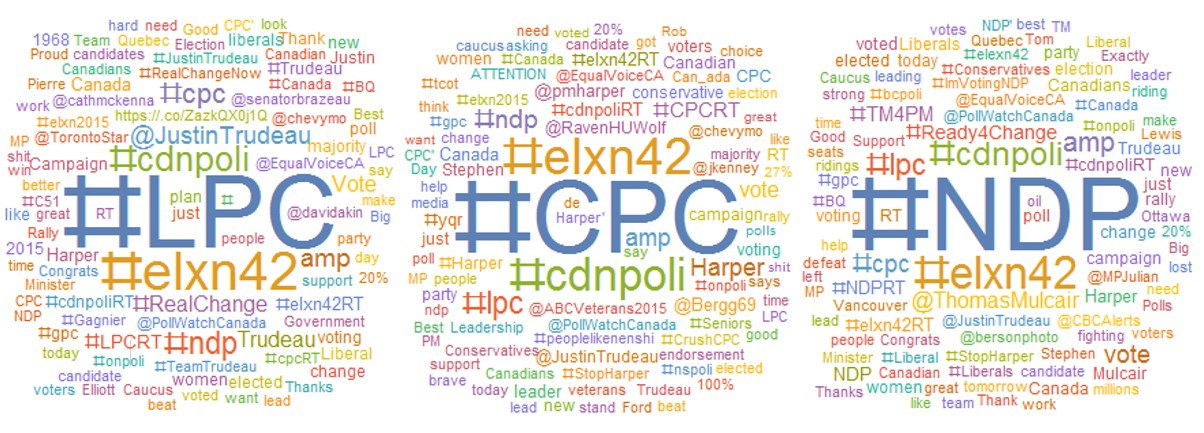 hard need Good CPC' look
1968 Team Quebec Election liberals Thank new
Proud candidates #JustinTrudeau Canadian Justin
Canadians #RealChangeNow #Trudeau
Pierre Canada #Canada #BQ
work @cathmckenna #cpc @senatorbrazeau
#elxn2015 https://t.co/ZazkQX0j1Q @chevymo Best
MP @TorontoStar @JustinTrudeau poll
shit majority LPC
win Campaign #cdnpoli @EqualVoiceCA say
better Vote
#C51 plan # make
like great RT #LPC just @davidakin Big
Rally people party
2015 Harper #elxn42 amp day
time Congrats
Minister support 20%
CPC #cdnpoliRT #RealChange #elxn42RT
NDP #Gagnier @PollWatchCanada Government
#gpc #LPCRT #ndp Trudeau voting
today #onpoli #TeamTrudeau #cpcRT Liberal
candidate women elected change
voters Elliott Caucus voted want lead Thanks
beat
need voted 20% Rob
caucus asking candidate got voters
women #Canada #elxn42RT Canadian choice
#tcot ATTENTION @EqualVoiceCA Can_ada CPC
@pmharper conservative election
think #elxn2015 #cdnpoliRT #CPCRT great
#gpc #ndp @RavenHUWolf @chevymo
want change like
CPC' Canada #elxn42 majority RT
Day Stephen @jkenney 27%
help vote
media de
#yqr #CPC Harper' campaign rally
just amp polls
say voting
poll #Harper #cdnpoli Harper shit
MP people #onpoli says
party #lpc @ABCVeterans2015 @Bergg69 time
ndp LPC
Best Leadership @PollWatchCanada #Seniors
PM #peoplelikenenshi #CrushCPC good
Conservatives @JustinTrudeau endorsement
support Canadians #StopHarper #nspoli elected
brave today leader veterans Trudeau 100%
lead new stand Ford beat
votes NDP' best TM
voted Liberals Quebec Tom Liberal
elected today #elexn42 party Exactly
Caucus leading #Conservatives election leader
strong #bcpoli #ImVotingNDP Canadians riding
@EqualVoiceCA #Canada
time #TM4PM @PollWatchCanada #onpoli make
Good Support #Ready4Change amp Lewis
seats Trudeau
ridings #lpc #cdnpoli #cdnpoliRT new
#gpc just
#BQ oil rally
voting RT #NDP poll Ottawa
change 20%
help Big
defeat #cpc #elxn42 campaign lost
left @MPJulian
MP #NDPRT need
Vancouver @ThomasMulcair Harper Polls
lead #elxn42RT @JustinTrudeau @CBCAlerts
people Congrats @bersonphoto fighting voters
Minister #Liberal #StopHarper Stephen vote
NDP Canadian #Liberals candidate Mulcair
Thanks women great tomorrow Canada millions
like team Thank work